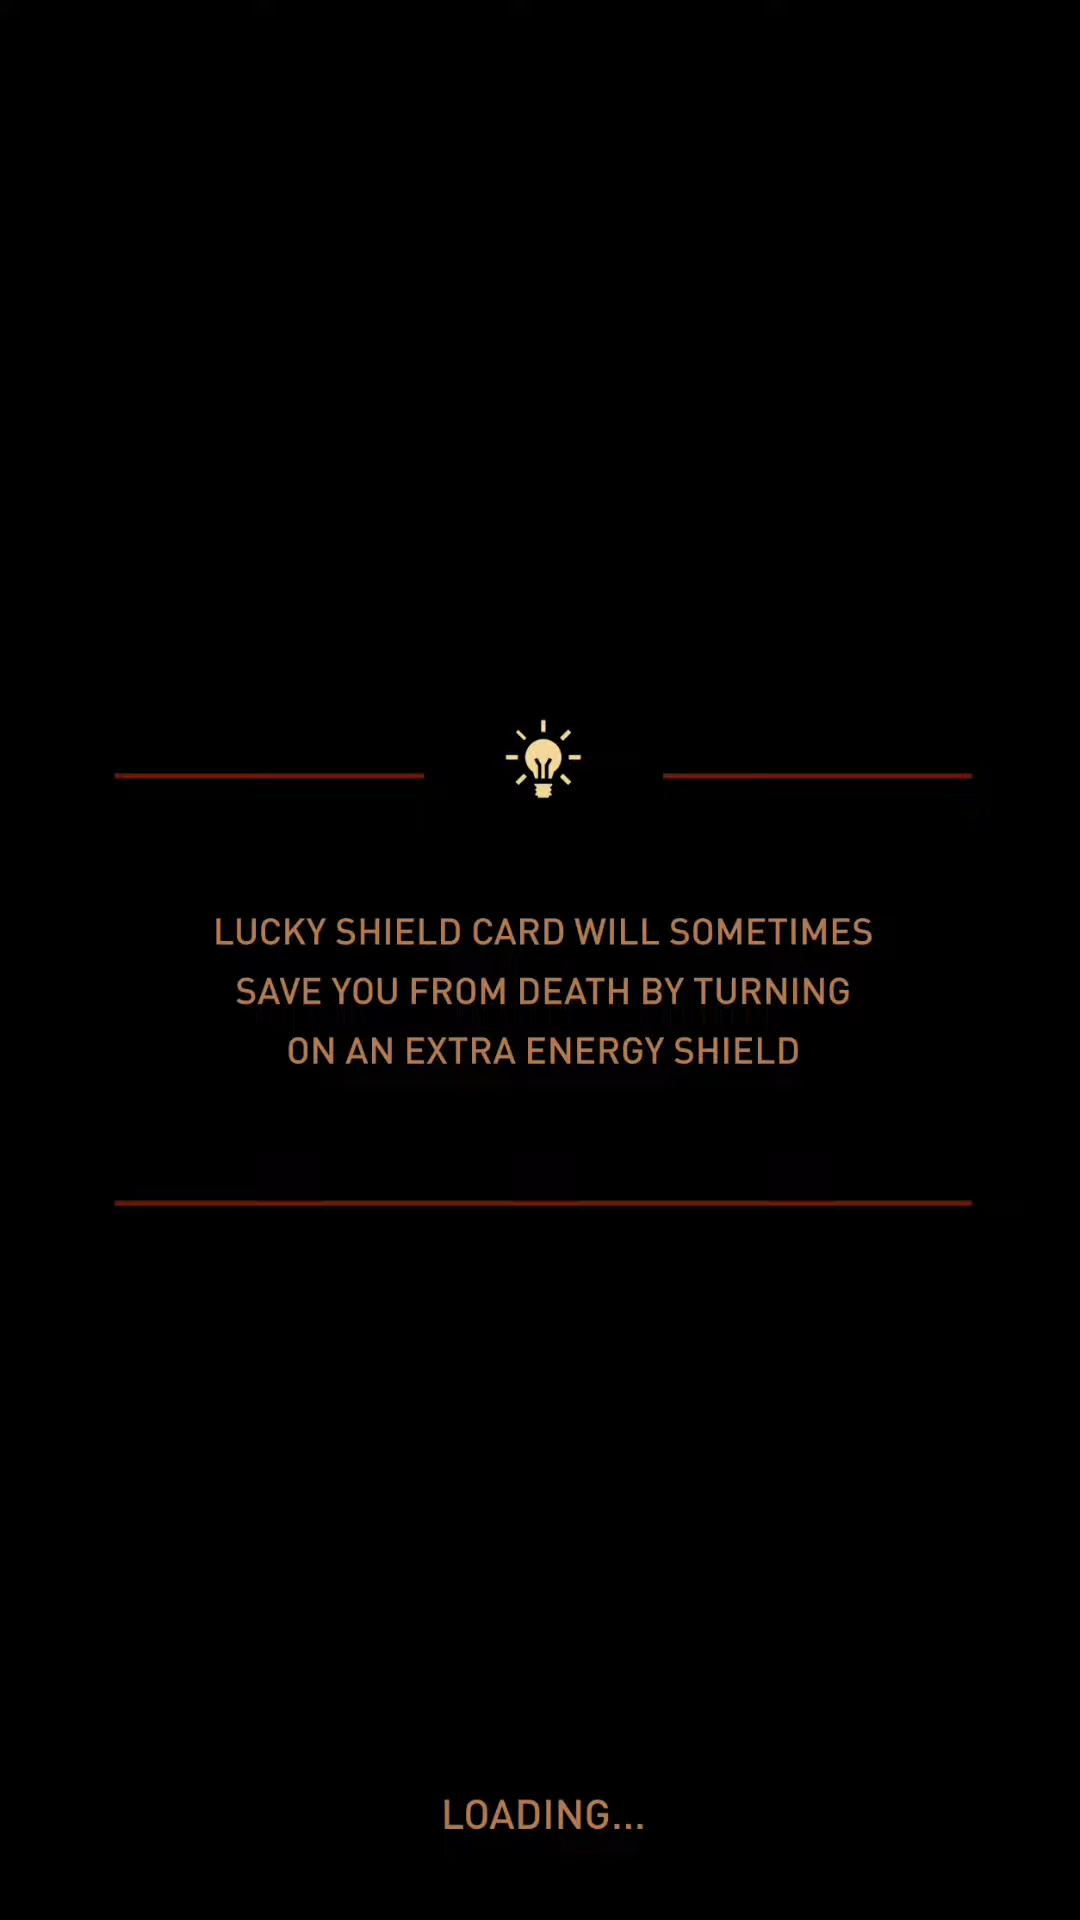 LUCKY SHIELD CARD WILL SOMETIMES
SAVE YOU FROM DEATH BY TURNING
ON AN EXTRA ENERGY SHIELD
LOADING...